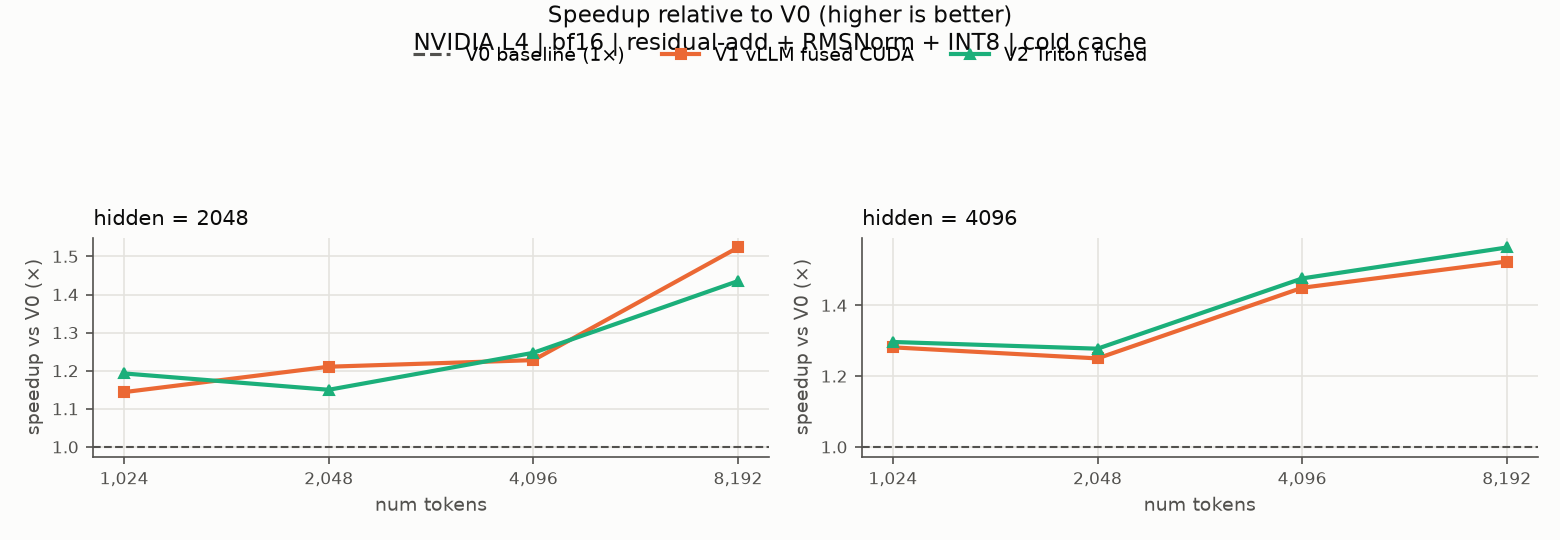 Speedup relative to V0 (higher is better)
NVIDIA L4 | bf16 | residual-add + RMSNorm + INT8 | cold cache
V0 baseline (1×) V1 vLLM fused CUDA V2 Triton fused
hidden = 2048
speedup vs V0 (×)
1.5
1.4
1.3
1.2
1.1
1.0
1,024 2,048 4,096 8,192
num tokens
hidden = 4096
speedup vs V0 (×)
1.4
1.2
1.0
1,024 2,048 4,096 8,192
num tokens